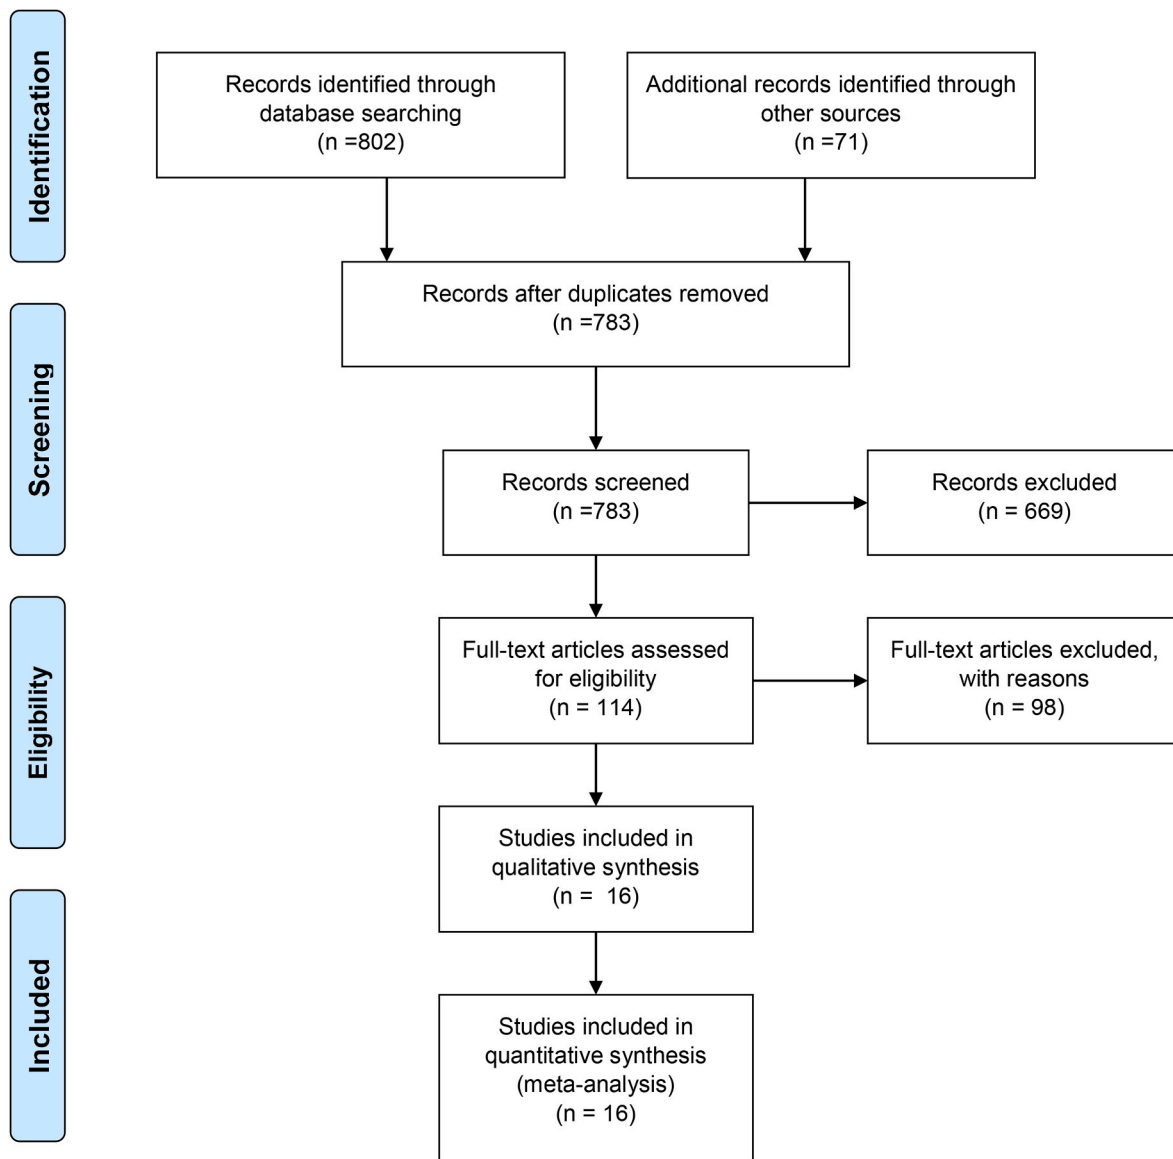 Identification
Records identified through
database searching
(n =802)
Additional records identified through
other sources
(n =71)
Records after duplicates removed
(n =783)
Screening
Records screened
(n =783)
Records excluded
(n = 669)
Eligibility
Full-text articles assessed
for eligibility
(n = 114)
Full-text articles excluded,
with reasons
(n = 98)
Studies included in
qualitative synthesis
(n =  16)
Included
Studies included in
quantitative synthesis
(meta-analysis)
(n = 16)